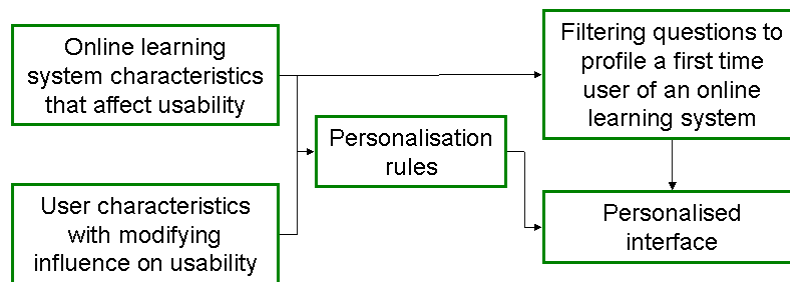 Online learning
system characteristics
that affect usability
Filtering questions to
profile a first time
user of an online
learning system
Personalisation
rules
User characteristics
with modifying
influence on usability
Personalised
interface